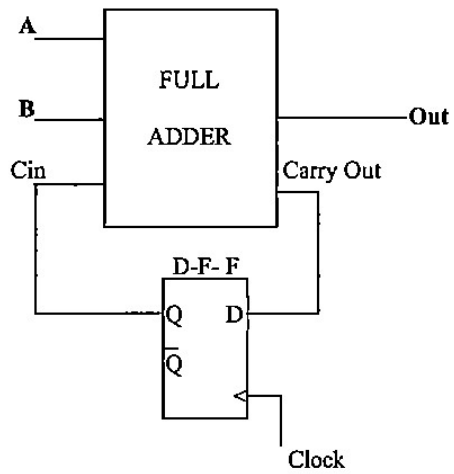 A
FULL
B
ADDER
Out
Cin
Carry Out
D-F- F
Q
D
Q̅
Clock